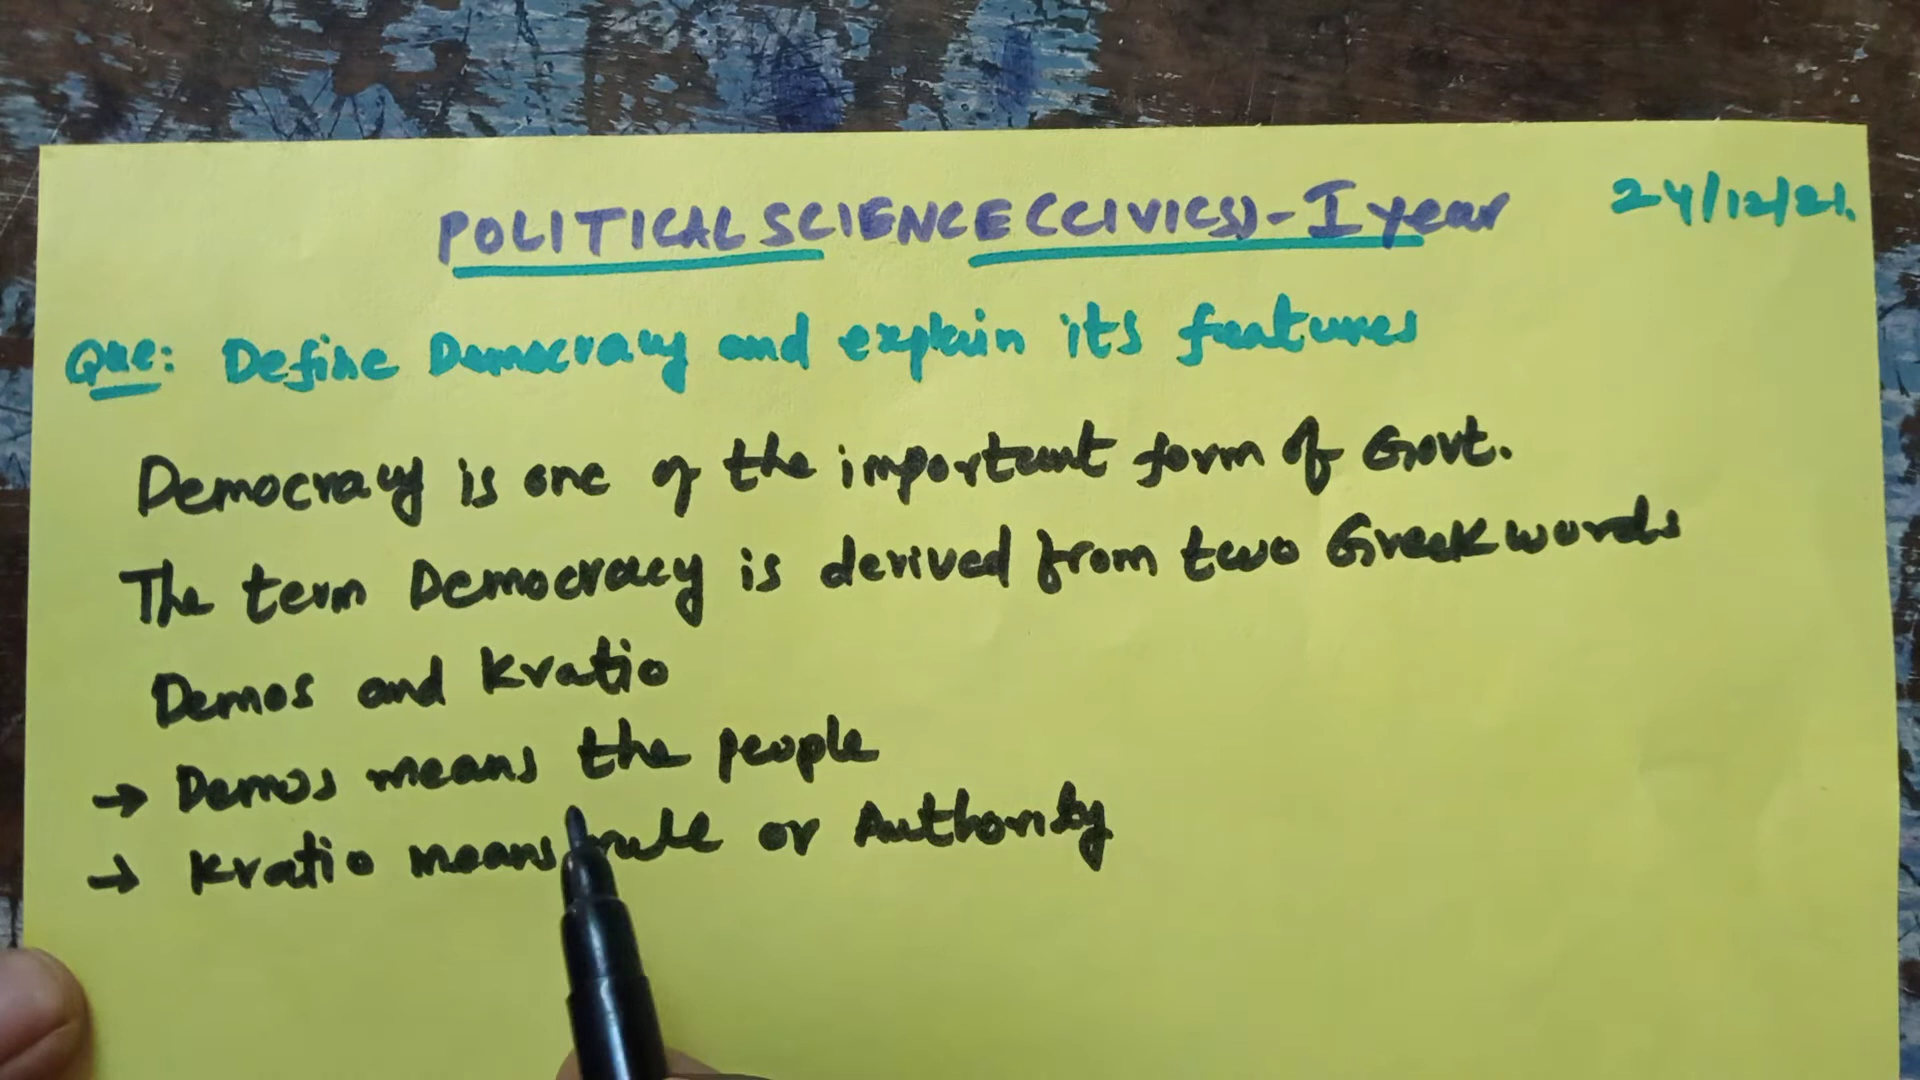 POLITICAL SCIENCE (CIVICS) - I year 24/12/21.
Que: Define Democracy and explain its features
Democracy is one of the important form of Govt.
The term Democracy is derived from two Greek words
Demos and Kratio
→ Demos means the people
→ Kratio means rule or Authority